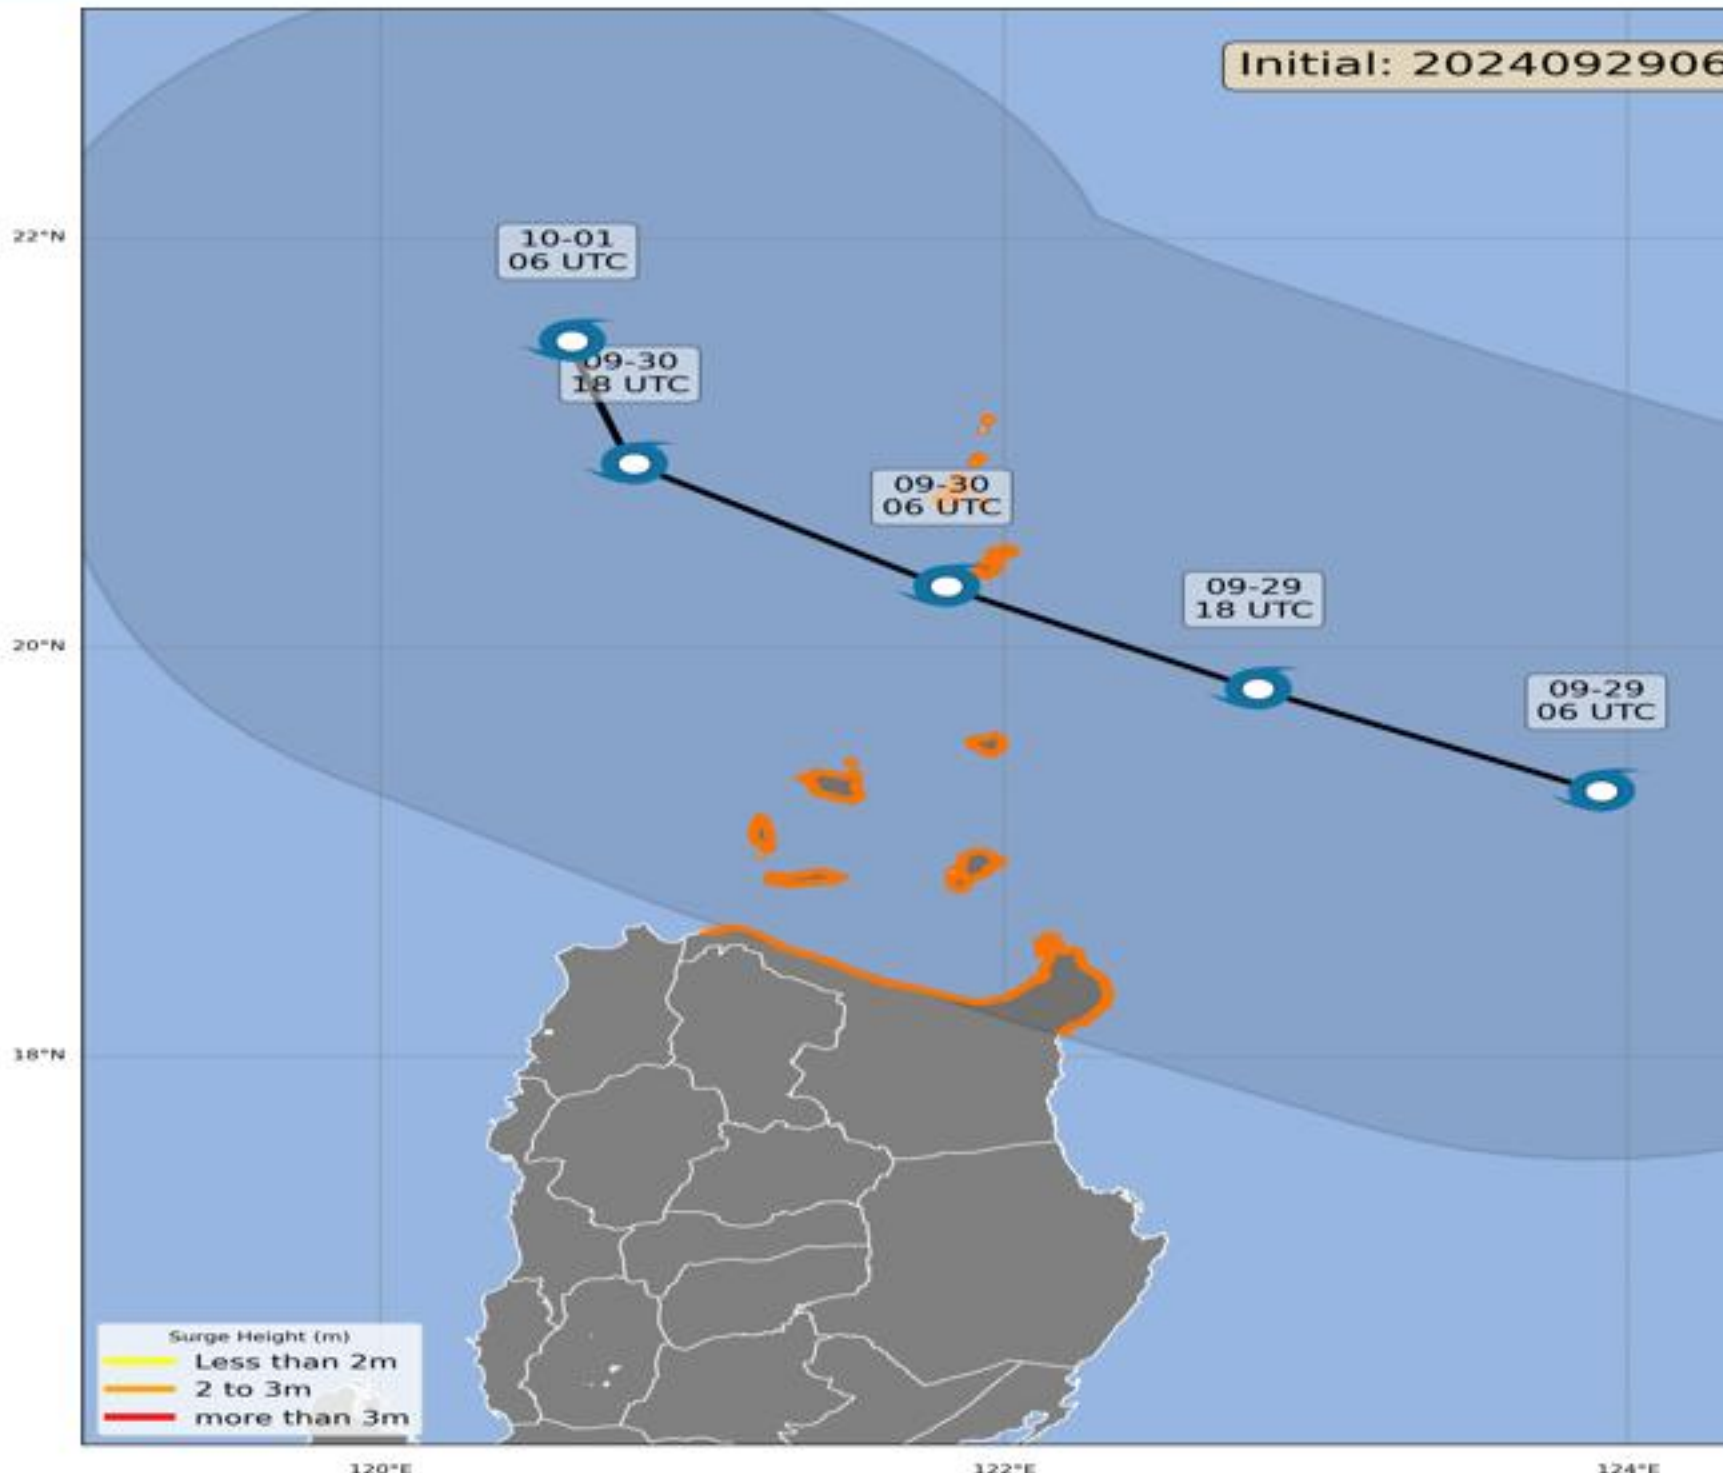 Initial: 2024092906
22°N
10-01
06 UTC
09-30
18 UTC
09-30
06 UTC
09-29
18 UTC
20°N
09-29
06 UTC
18°N
Surge Height (m)
Less than 2m
2 to 3m
more than 3m
120°E
122°E
124°E